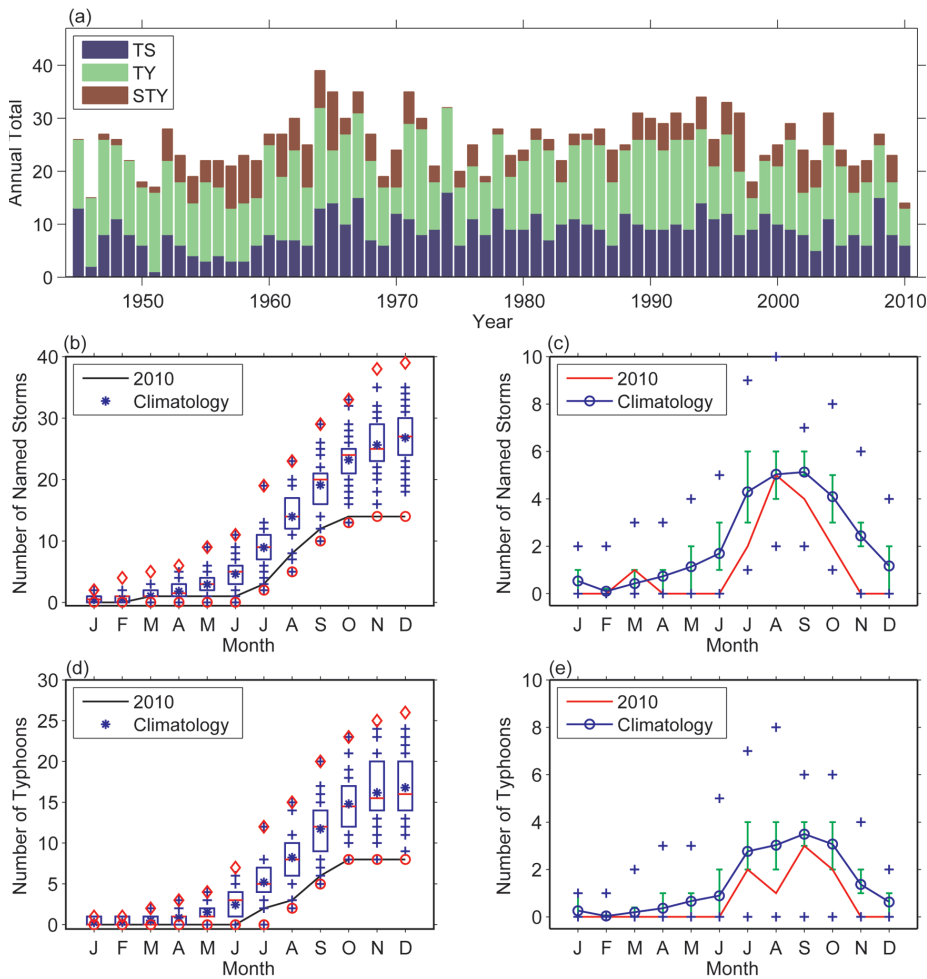 (a)
TS
TY
STY
Annual Total
40
30
20
10
0
1950 1960 1970 1980 1990 2000 2010
Year
(b)
2010
Climatology
Number of Named Storms
40
30
20
10
0
J F M A M J J A S O N D
Month
(c)
2010
Climatology
Number of Named Storms
10
8
6
4
2
0
J F M A M J J A S O N D
Month
(d)
2010
Climatology
Number of Typhoons
30
25
20
15
10
5
0
J F M A M J J A S O N D
Month
(e)
2010
Climatology
Number of Typhoons
10
8
6
4
2
0
J F M A M J J A S O N D
Month